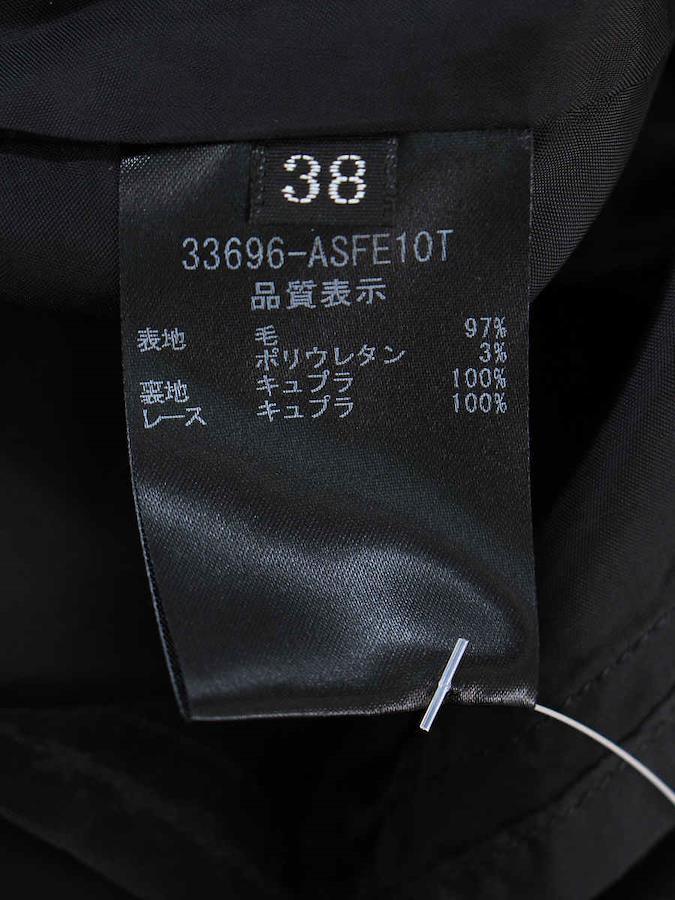 38
33696-ASFE10T
品質表示
表地 毛 97%
ポリウレタン 3%
裏地 キュプラ 100%
レース キュプラ 100%